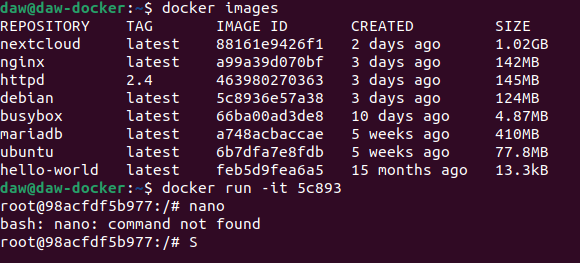 daw@daw-docker:~$ docker images
REPOSITORY TAG IMAGE ID CREATED SIZE
nextcloud latest 88161e9426f1 2 days ago 1.02GB
nginx latest a99a39d070bf 3 days ago 142MB
httpd 2.4 463980270363 3 days ago 145MB
debian latest 5c8936e57a38 3 days ago 124MB
busybox latest 66ba00ad3de8 10 days ago 4.87MB
mariadb latest a748acbaccae 5 weeks ago 410MB
ubuntu latest 6b7dfa7e8fdb 5 weeks ago 77.8MB
hello-world latest feb5d9fea6a5 15 months ago 13.3kB
daw@daw-docker:~$ docker run -it 5c893
root@98acfdf5b977:/# nano
bash: nano: command not found
root@98acfdf5b977:/# S